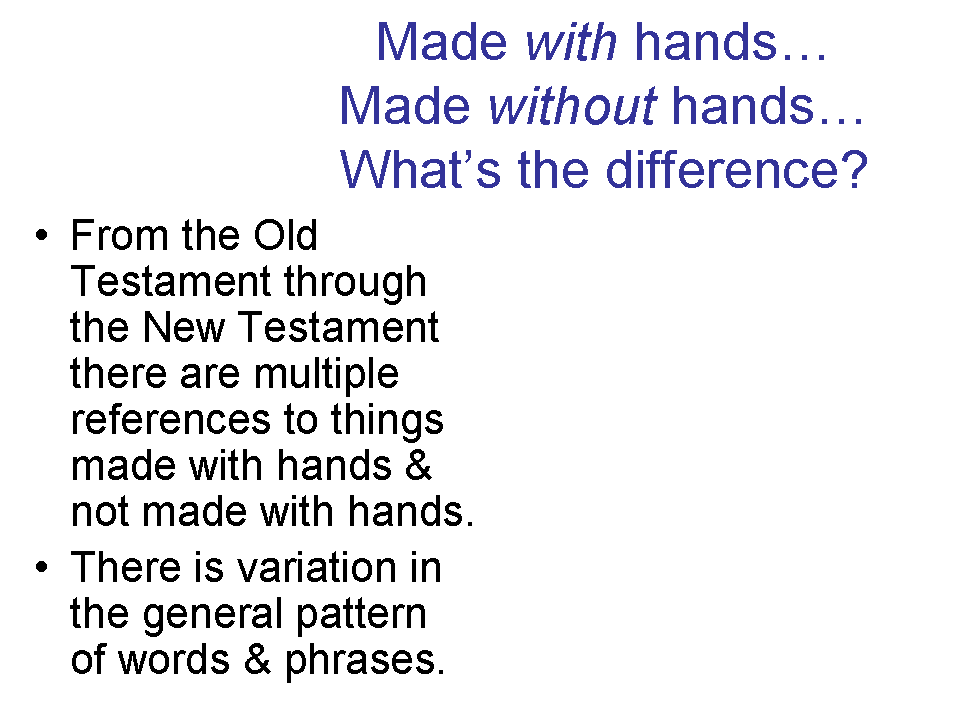 Made with hands…
Made without hands…
What’s the difference?
• From the Old
Testament through
the New Testament
there are multiple
references to things
made with hands &
not made with hands.
• There is variation in
the general pattern
of words & phrases.